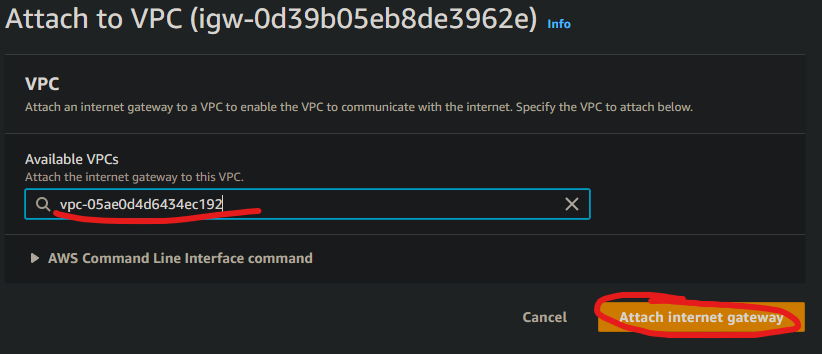 Attach to VPC (igw-0d39b05eb8de3962e) Info
VPC
Attach an internet gateway to a VPC to enable the VPC to communicate with the internet. Specify the VPC to attach below.
Available VPCs
Attach the internet gateway to this VPC.
vpc-05ae0d4d6434ec192
AWS Command Line Interface command
Cancel
Attach internet gateway